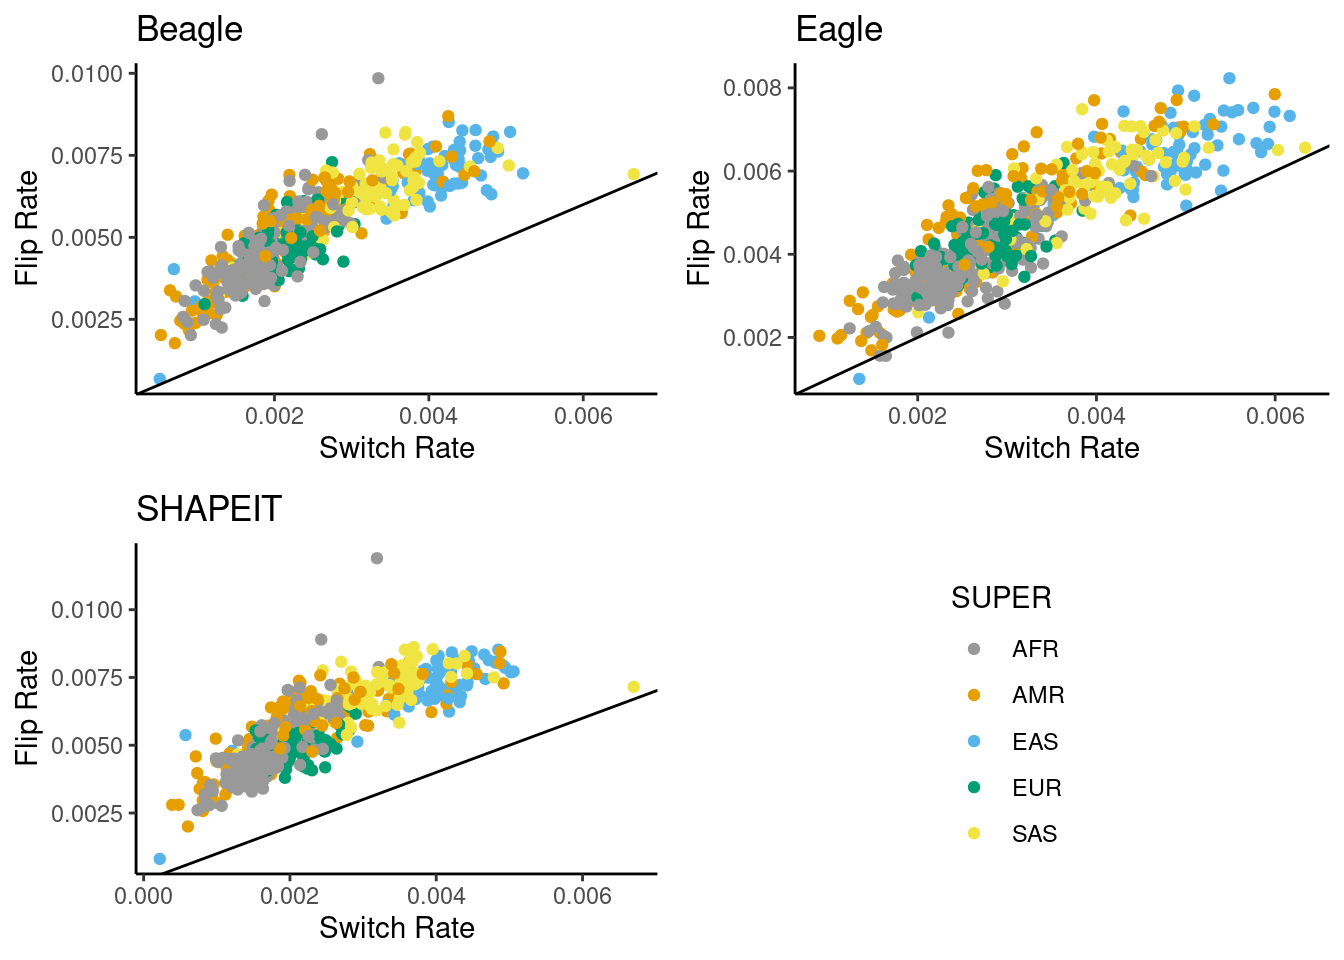 Beagle
Flip Rate
0.0100
0.0075
0.0050
0.0025
0.002 0.004 0.006
Switch Rate
Eagle
Flip Rate
0.008
0.006
0.004
0.002
0.002 0.004 0.006
Switch Rate
SHAPEIT
Flip Rate
0.0100
0.0075
0.0050
0.0025
0.000 0.002 0.004 0.006
Switch Rate
SUPER
AFR
AMR
EAS
EUR
SAS